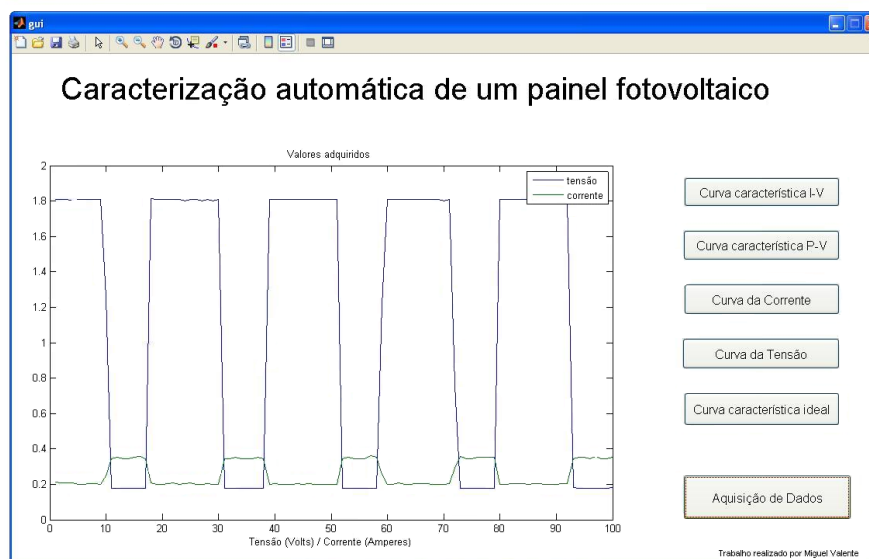 gui
Caracterização automática de um painel fotovoltaico
Valores adquiridos
2
1.8
1.6
1.4
1.2
1
0.8
0.6
0.4
0.2
0
tensão
corrente
0 10 20 30 40 50 60 70 80 90 100
Tensão (Volts) / Corrente (Amperes)
Curva característica I-V
Curva característica P-V
Curva da Corrente
Curva da Tensão
Curva característica ideal
Aquisição de Dados
Trabalho realizado por Miguel Valente